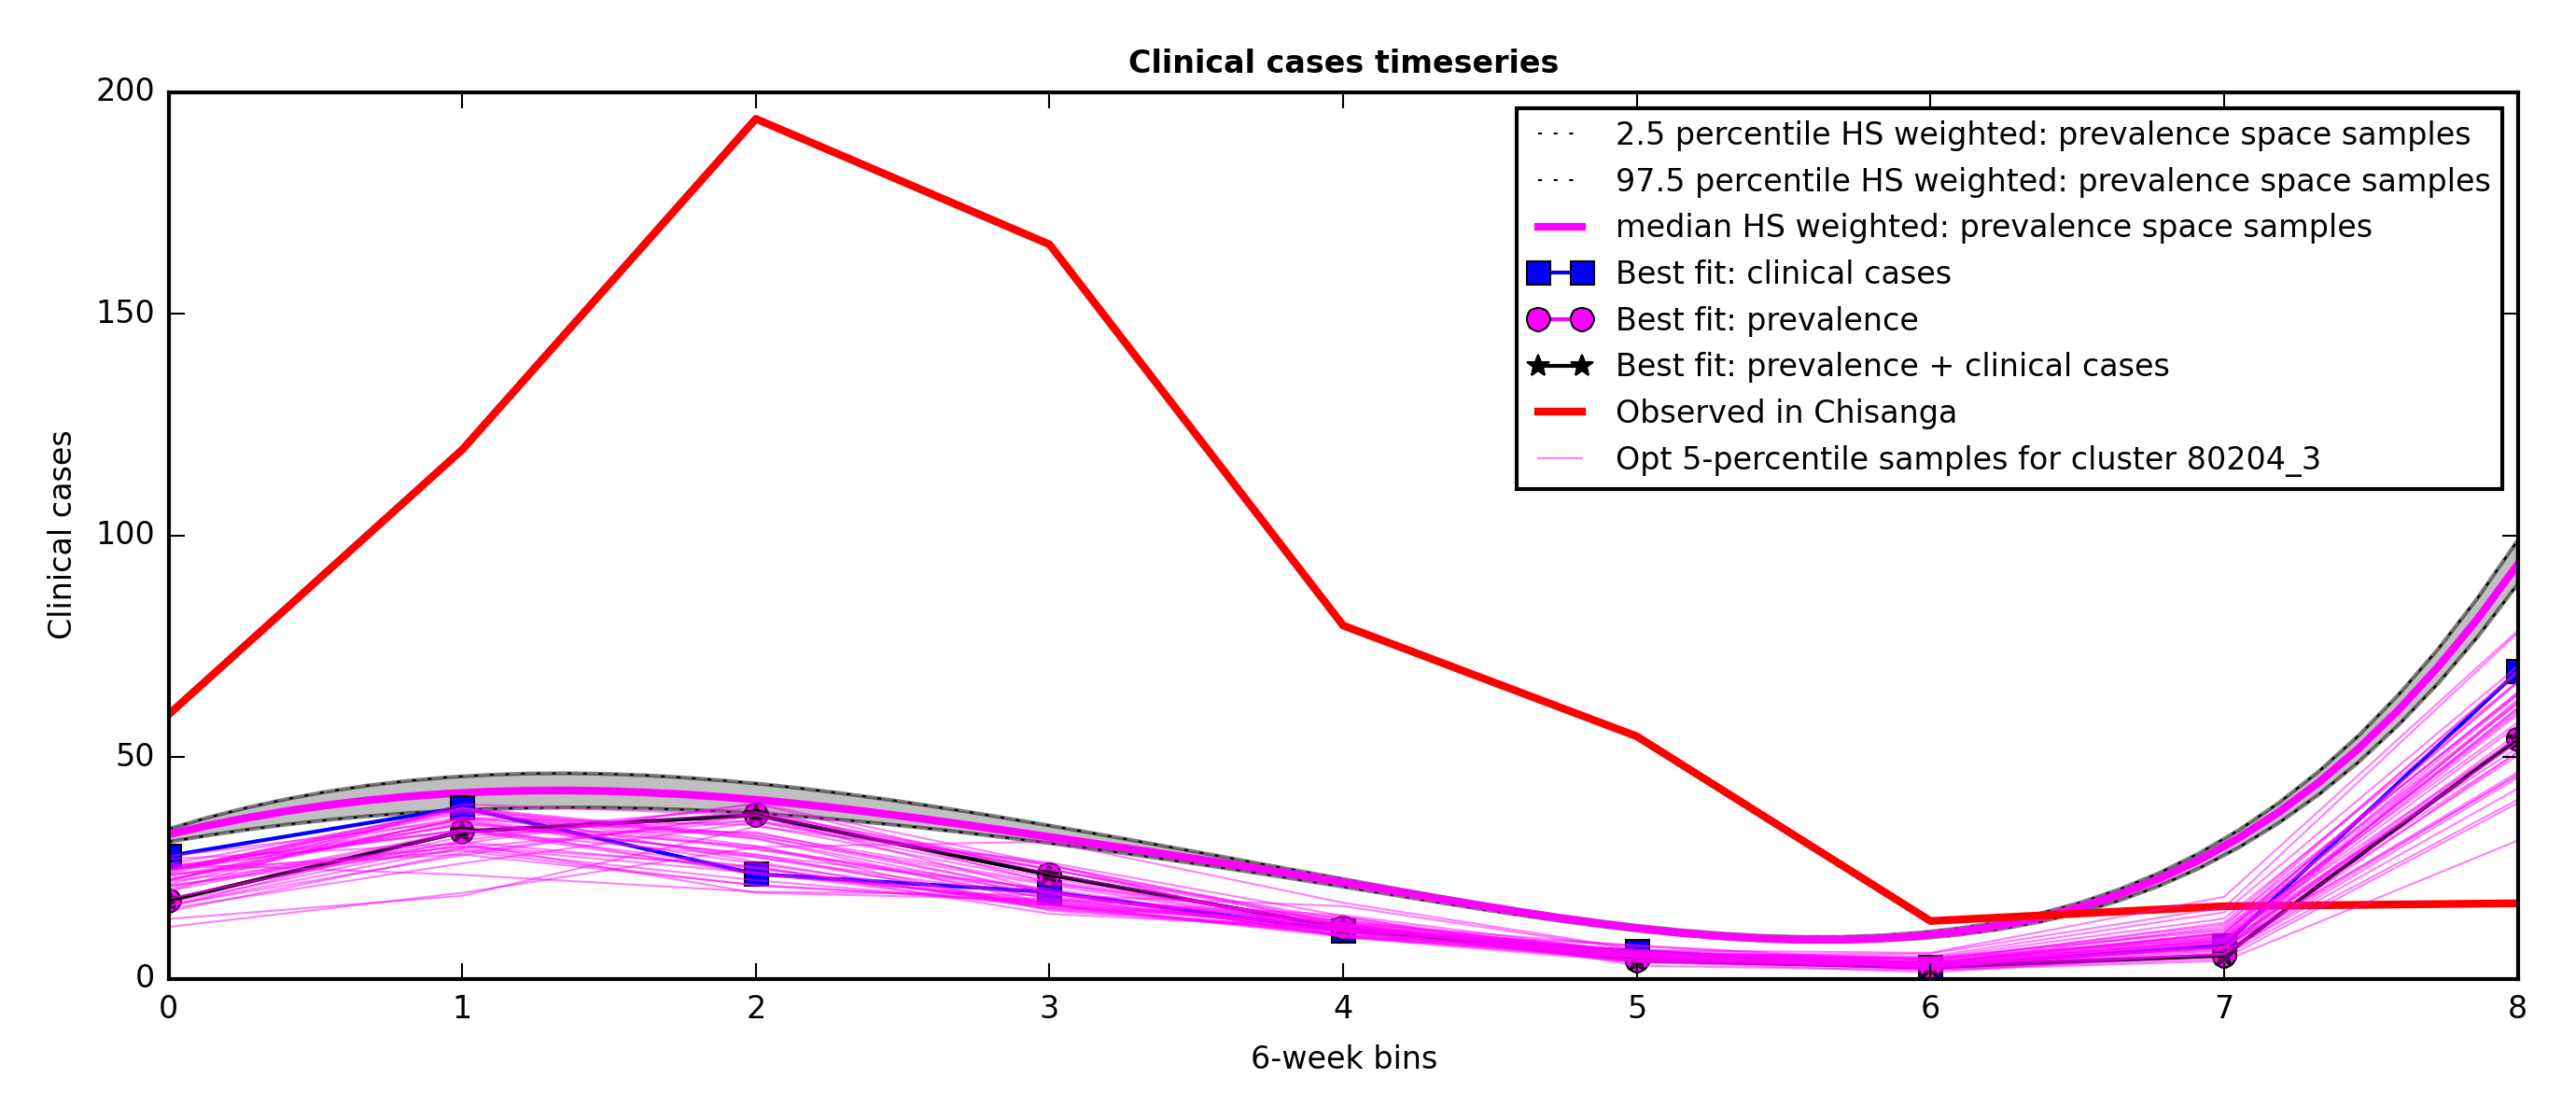 Clinical cases timeseries
200
150
100
50
0
Clinical cases
2.5 percentile HS weighted: prevalence space samples
97.5 percentile HS weighted: prevalence space samples
median HS weighted: prevalence space samples
Best fit: clinical cases
Best fit: prevalence
Best fit: prevalence + clinical cases
Observed in Chisanga
Opt 5-percentile samples for cluster 80204_3
0 1 2 3 4 5 6 7 8
6-week bins